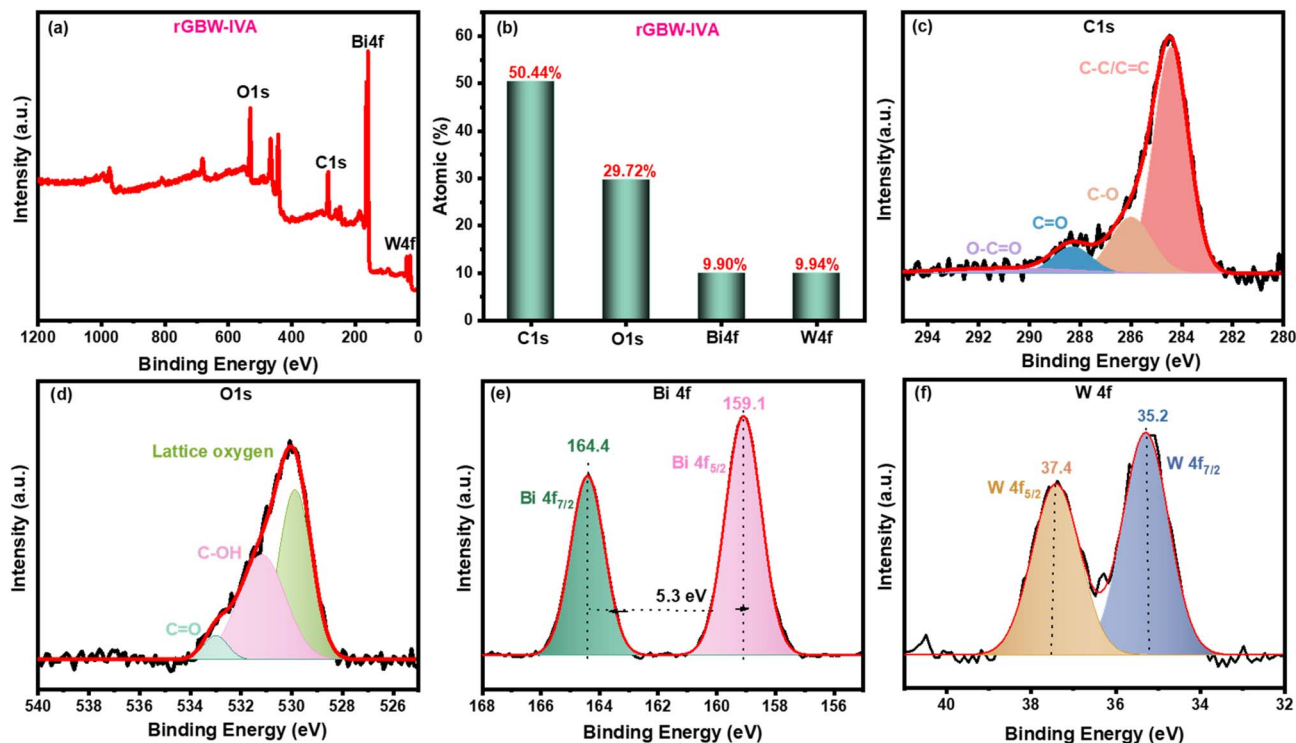 (a)
rGBW-IVA
Bi4f
O1s
C1s
W4f
Intensity (a.u.)
1200 1000 800 600 400 200 0
Binding Energy (eV)
(b)
rGBW-IVA
60
50
40
30
20
10
0
Atomic (%)
50.44%
29.72%
9.90%
9.94%
C1s O1s Bi4f W4f
(c)
C1s
C-C/C=C
C-O
C=O
O-C=O
Intensity(a.u.)
294 292 290 288 286 284 282 280
Binding Energy (eV)
(d)
O1s
Lattice oxygen
C-OH
C=O
Intensity (a.u.)
540 538 536 534 532 530 528 526
Binding Energy (eV)
(e)
Bi 4f
159.1
164.4
Bi 4f5/2
Bi 4f7/2
5.3 eV
Intensity (a.u.)
168 166 164 162 160 158 156
Binding Energy (eV)
(f)
W 4f
35.2
37.4
W 4f7/2
W 4f5/2
Intensity (a.u.)
40 38 36 34 32
Binding Energy (eV)